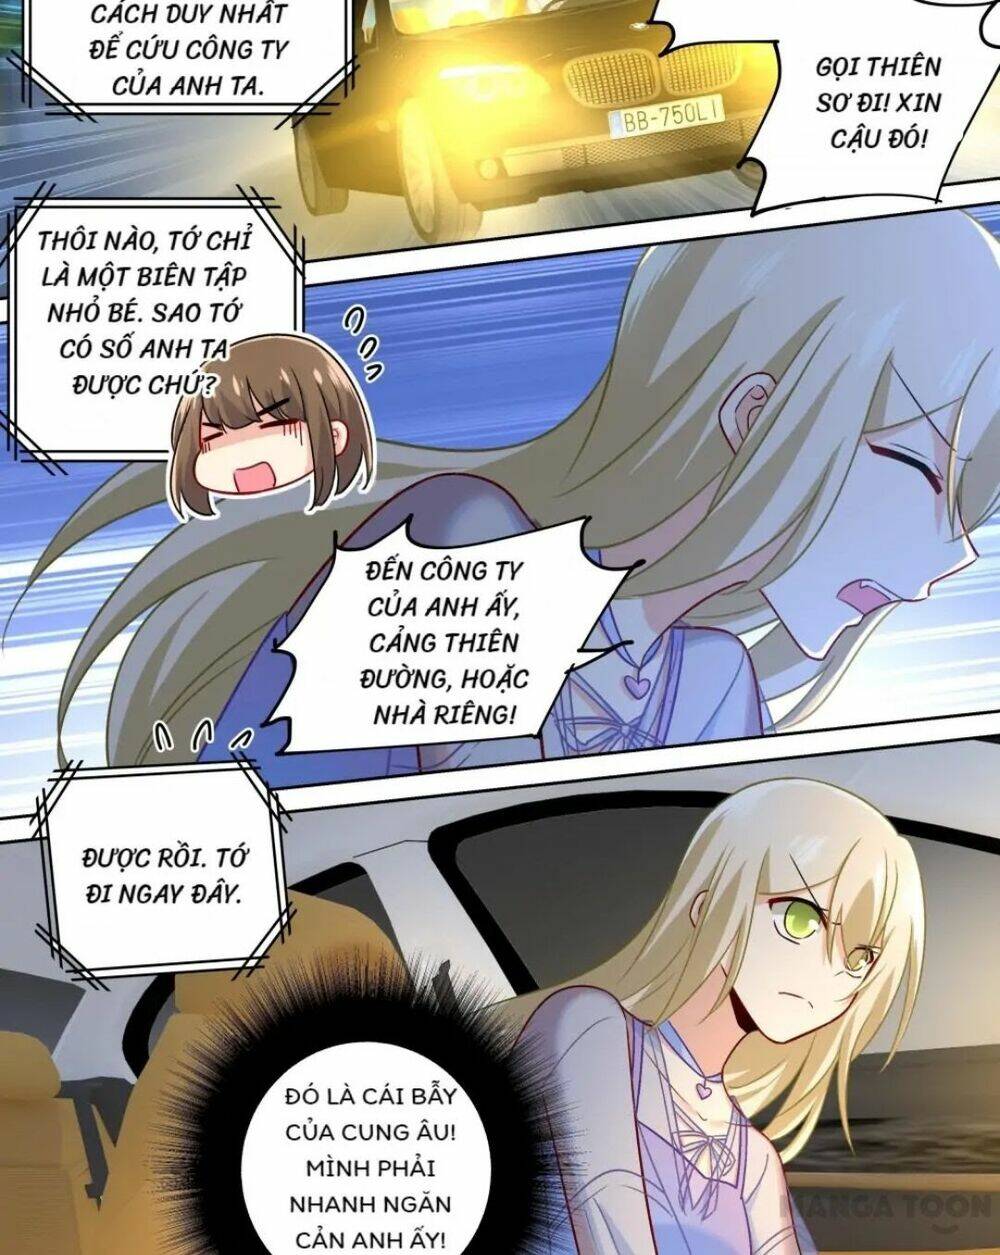 CÁCH DUY NHẤT
ĐỂ CỨU CÔNG TY
CỦA ANH TA.
GỌI THIÊN
SƠ ĐI! XIN
CẬU ĐÓ!
BB-750LI
THÔI NÀO, TỚ CHỈ
LÀ MỘT BIÊN TẬP
NHỎ BÉ. SAO TỚ
CÓ SỐ ANH TA
ĐƯỢC CHỨ?
ĐẾN CÔNG TY
CỦA ANH ẤY,
CẢNG THIÊN
ĐƯỜNG, HOẶC
NHÀ RIÊNG!
ĐƯỢC RỒI. TỚ
ĐI NGAY ĐÂY.
ĐÓ LÀ CÁI BẪY
CỦA CUNG ÂU!
MÌNH PHẢI
NHANH NGĂN
CẢN ANH ẤY!
MANGA TOON